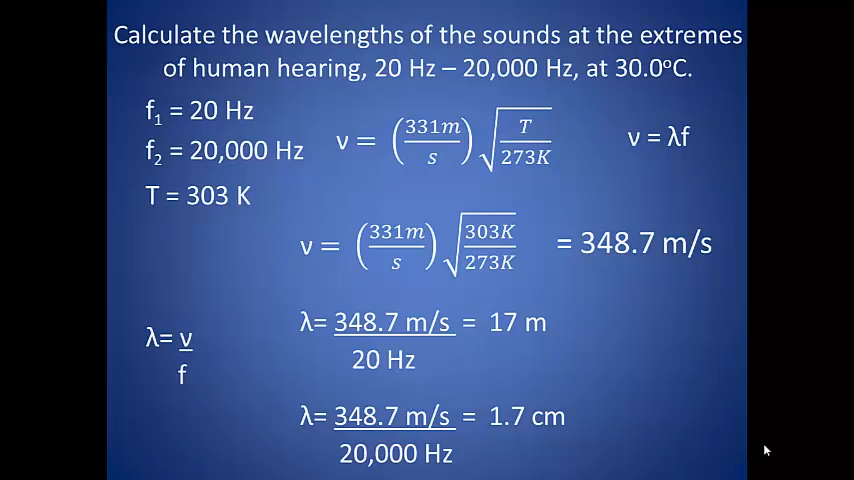 Calculate the wavelengths of the sounds at the extremes
of human hearing, 20 Hz – 20,000 Hz, at 30.0°C.
f₁ = 20 Hz
f₂ = 20,000 Hz
T = 303 K
v = (331m/s) √(T/273K)
v = λf
v = (331m/s) √(303K/273K) = 348.7 m/s
λ= v/f
λ= 348.7 m/s / 20 Hz = 17 m
λ= 348.7 m/s / 20,000 Hz = 1.7 cm